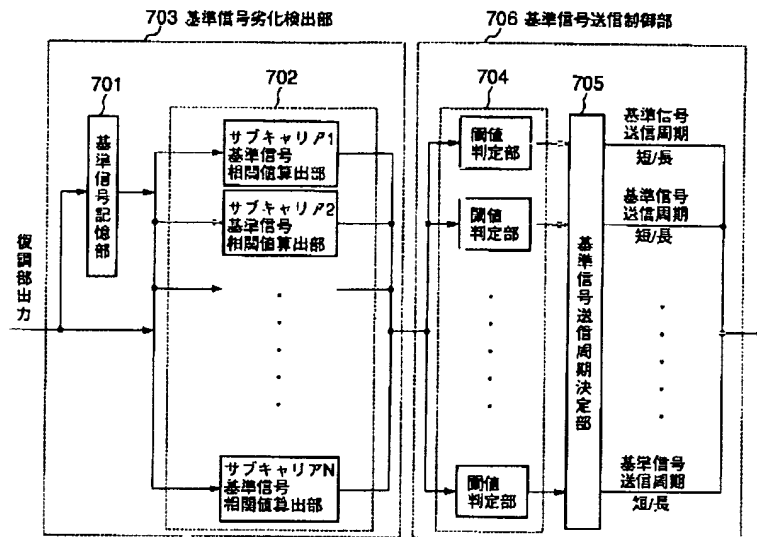 703 基準信号劣化検出部
706 基準信号送信制御部
701
702
704
705
基準信号記憶部
サブキャリア1
基準信号
相関値算出部
サブキャリア2
基準信号
相関値算出部
サブキャリアN
基準信号
相関値算出部
復調部出力
閾値
判定部
閾値
判定部
閾値
判定部
基準信号送信周期決定部
基準信号
送信周期
短/長
基準信号
送信周期
短/長
基準信号
送信周期
短/長